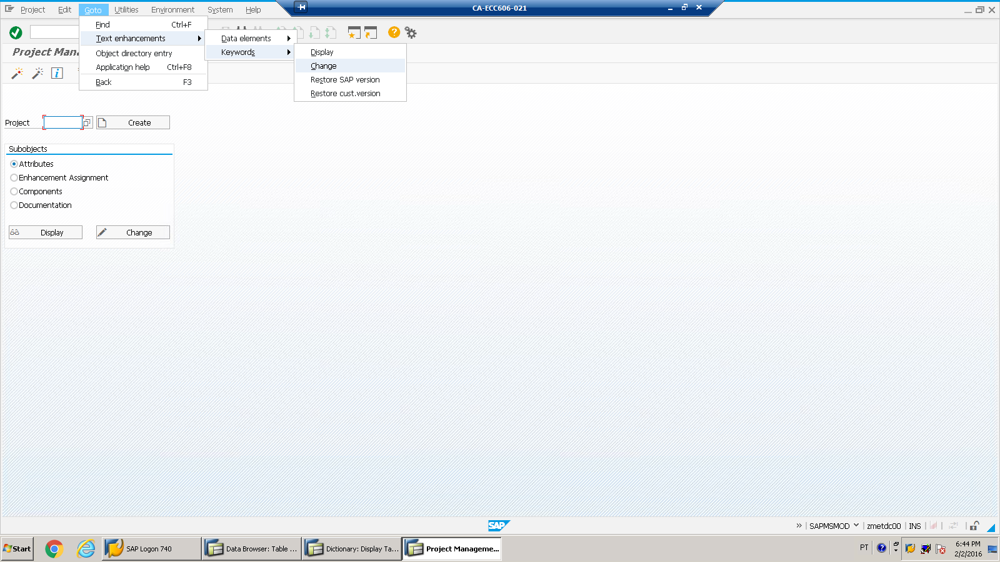 Project Edit Goto Utilities Environment System Help
CA-ECC606-021
Find Ctrl+F
Text enhancements
Object directory entry
Application help Ctrl+F8
Back F3
Data elements
Keywords
Display
Change
Restore SAP version
Restore cust.version
Project Mana
Project
Create
Subobjects
Attributes
Enhancement Assignment
Components
Documentation
Display Change
SAP
SAPMSMOD zmetdc00 INS
Start SAP Logon 740 Data Browser: Table ... Dictionary: Display Ta... Project Manageme... PT
6:44 PM
2/2/2016